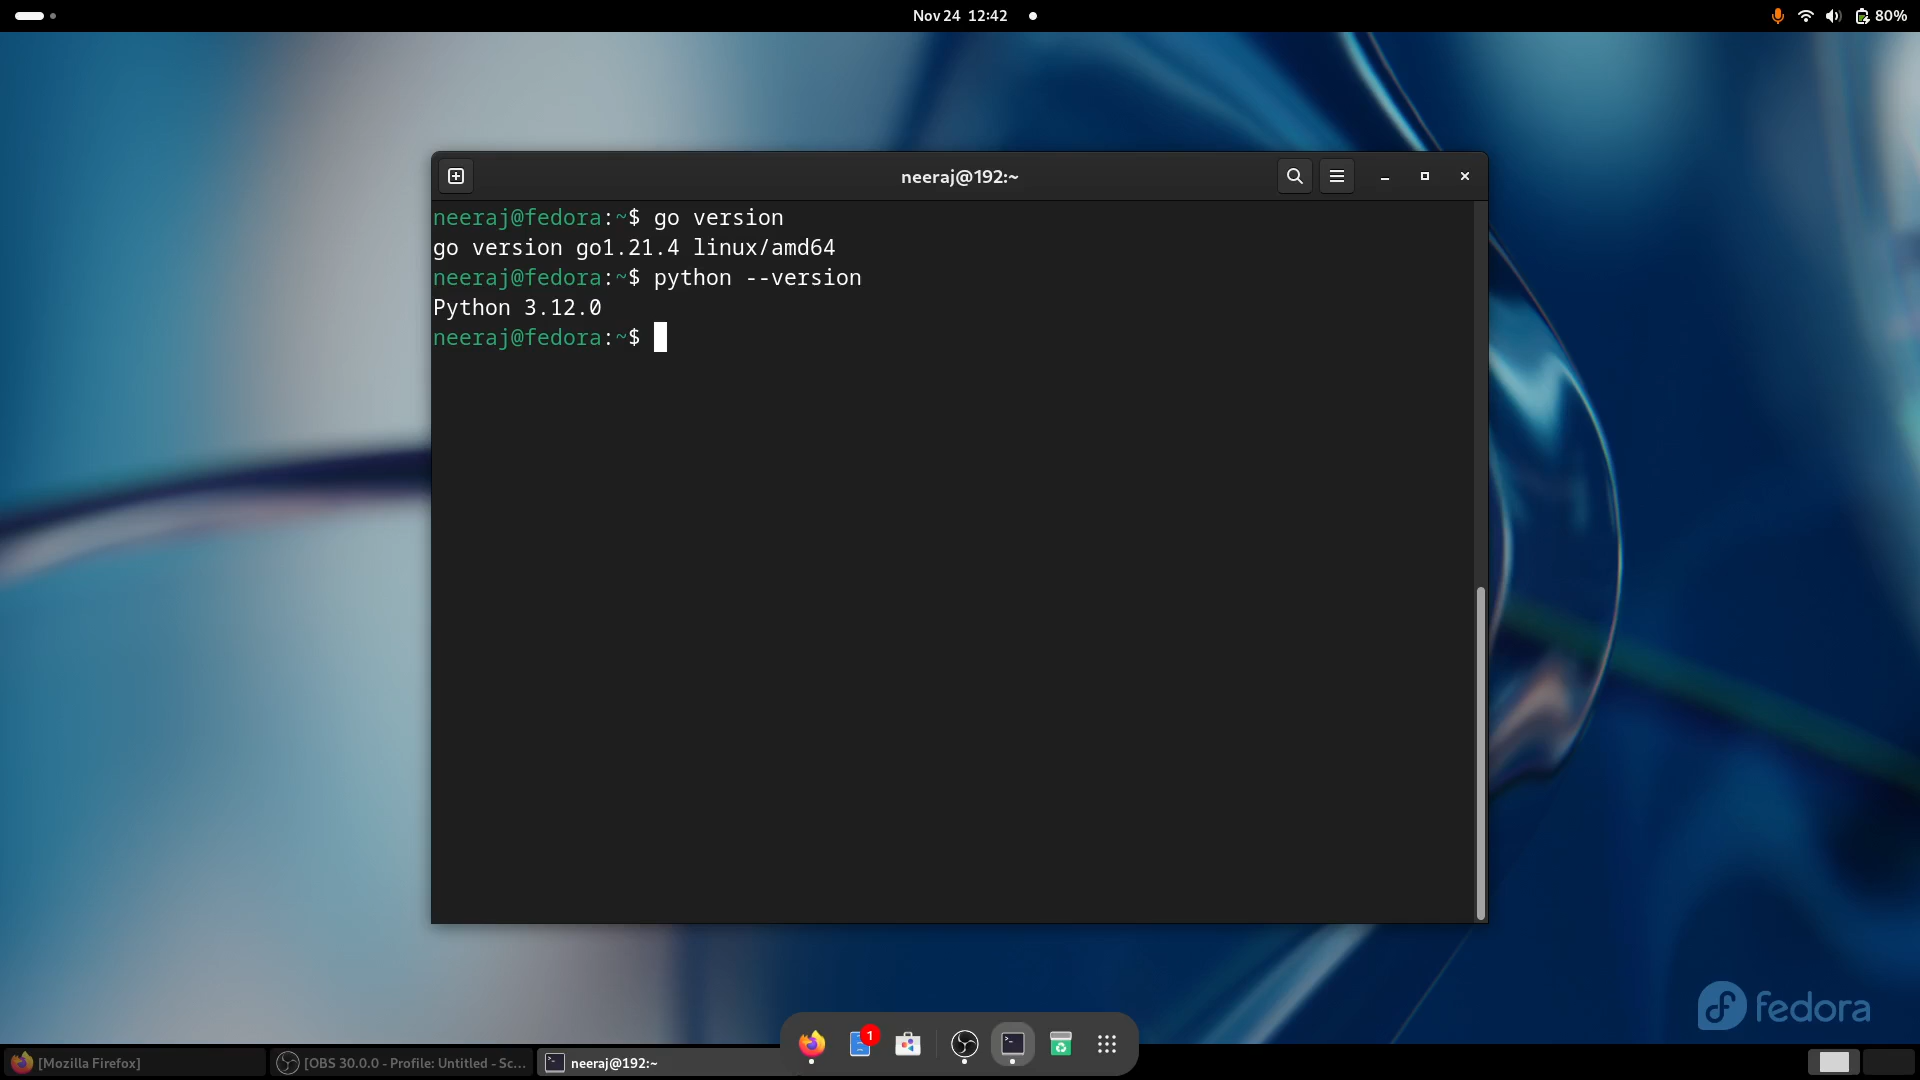 Nov 24 12:42
80%
neeraj@192:~
neeraj@fedora:~$ go version
go version go1.21.4 linux/amd64
neeraj@fedora:~$ python --version
Python 3.12.0
neeraj@fedora:~$
fedora
1
[Mozilla Firefox]
[OBS 30.0.0 - Profile: Untitled - Sc...
neeraj@192:~